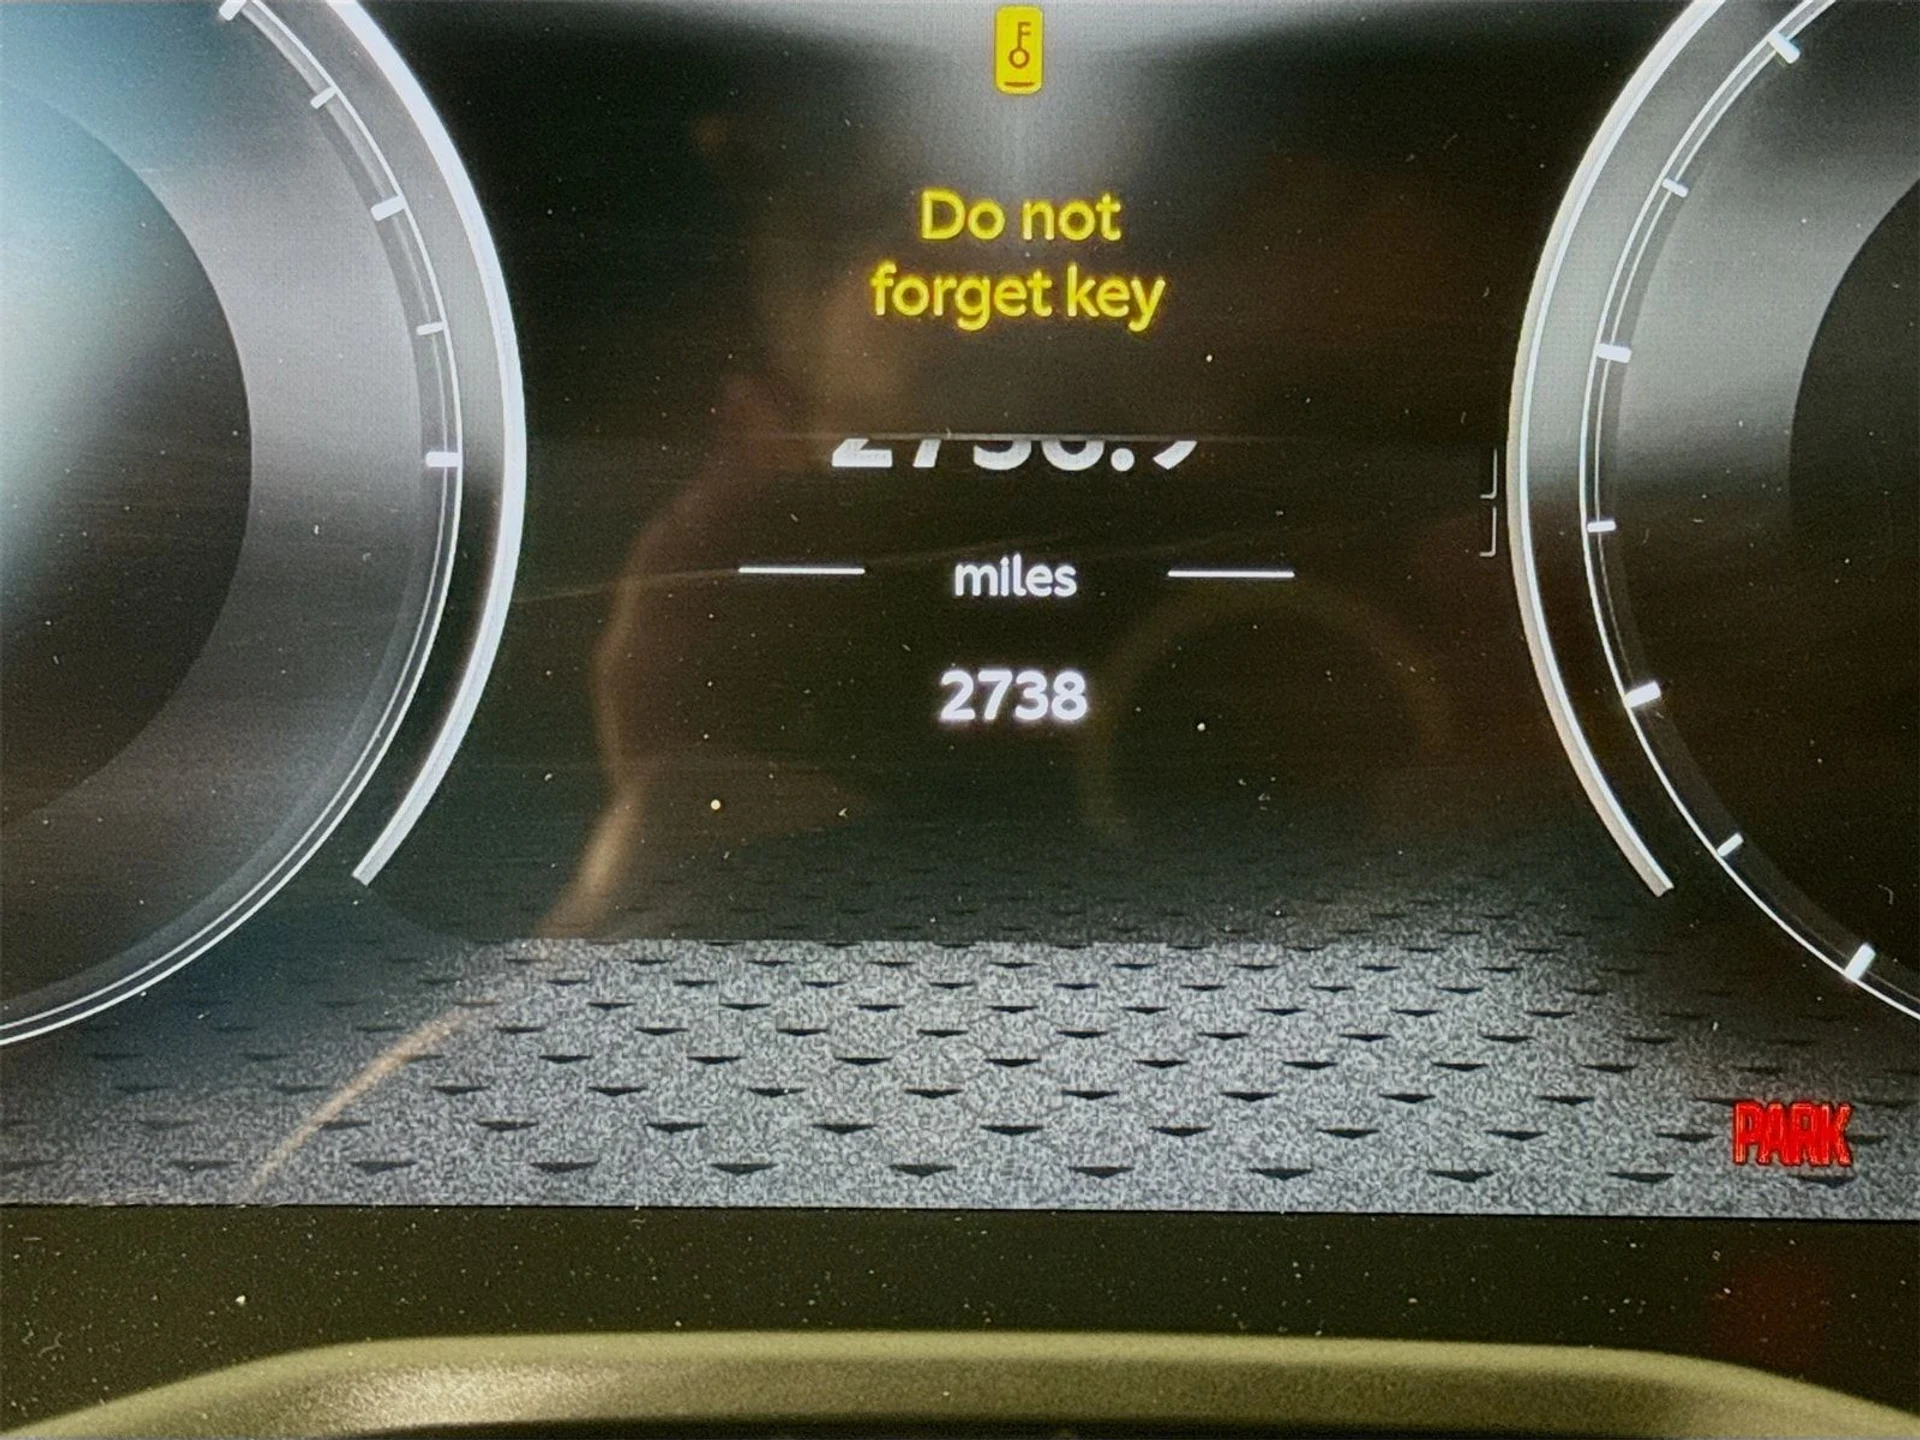 Do not
forget key
miles
2738
PARK